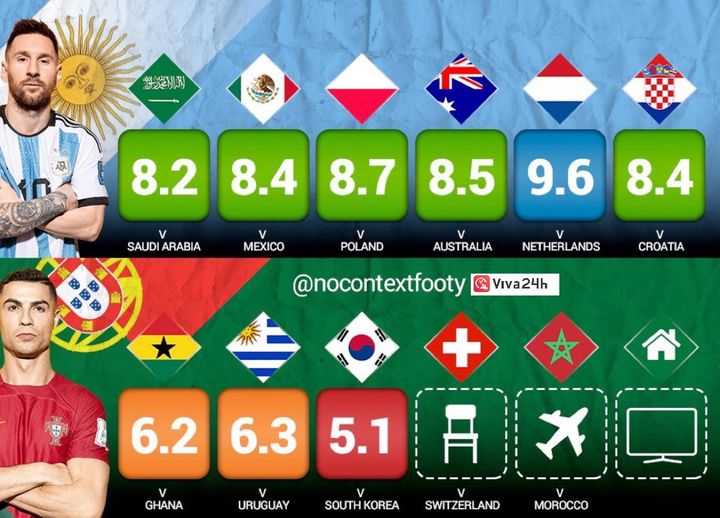 8.2
8.4
8.7
8.5
9.6
8.4
V
SAUDI ARABIA
V
MEXICO
V
POLAND
V
AUSTRALIA
V
NETHERLANDS
V
CROATIA
@nocontextfooty Viva24h
6.2
6.3
5.1
V
GHANA
V
URUGUAY
V
SOUTH KOREA
V
SWITZERLAND
V
MOROCCO